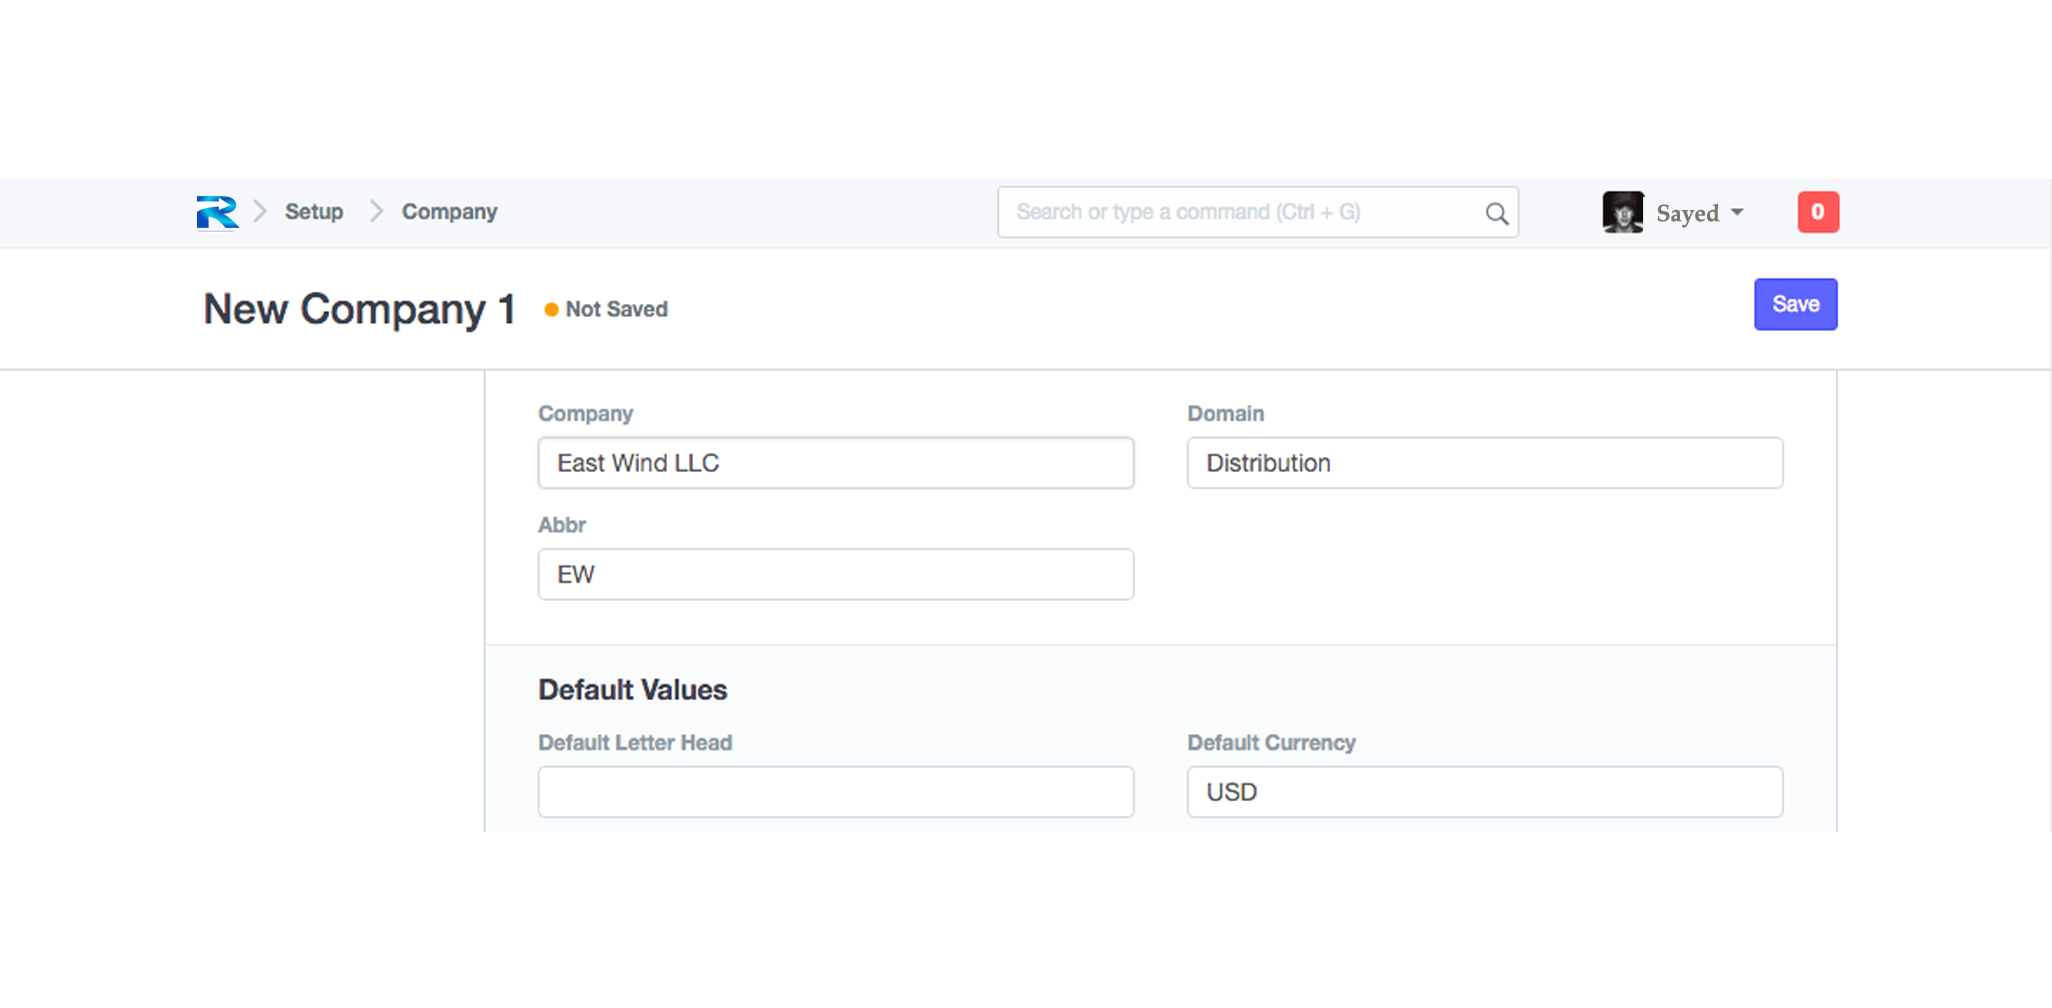 R Setup Company Search or type a command (Ctrl + G) Sayed 0
New Company 1 Not Saved Save
Company Domain
East Wind LLC Distribution
Abbr
EW
Default Values
Default Letter Head Default Currency
USD